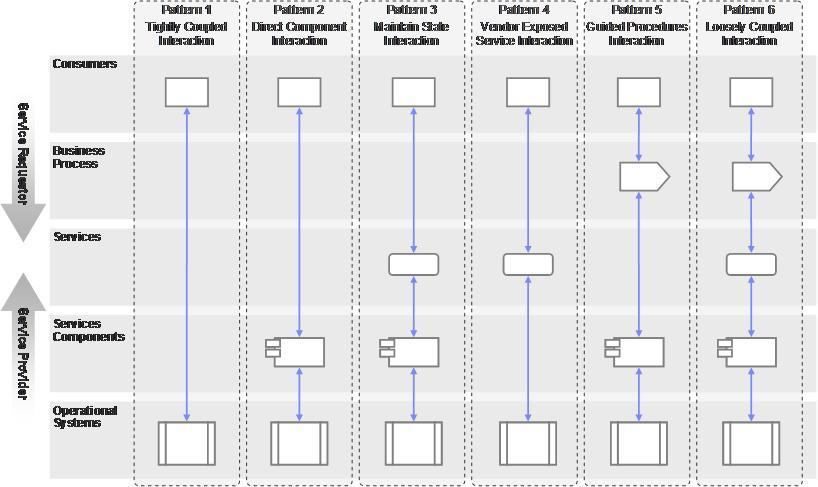 Pattern 1
Tightly Coupled
Interaction
Pattern 2
Direct Component
Interaction
Pattern 3
Maintain State
Interaction
Pattern 4
Vendor Exposed
Service Interaction
Pattern 5
Guided Procedures
Interaction
Pattern 6
Loosely Coupled
Interaction
Consumers
Business
Process
Services
Services
Components
Operational
Systems
Service Requestor
Service Provider